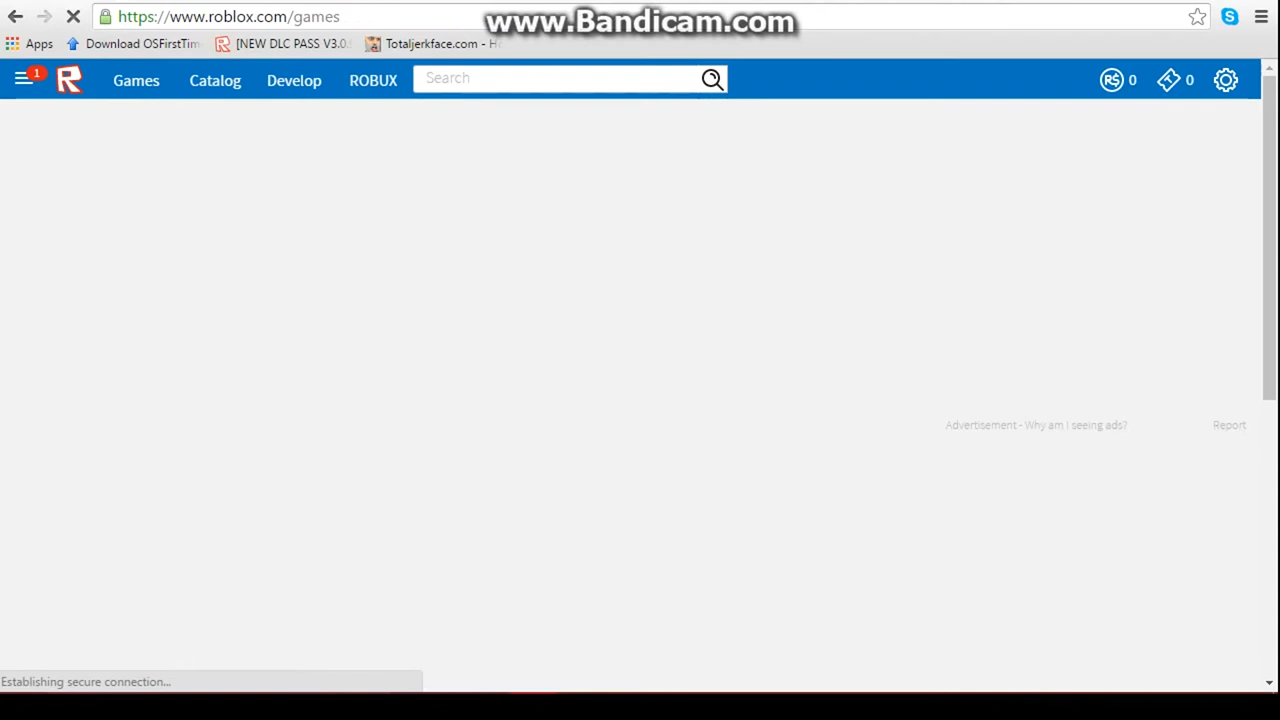 www.Bandicam.com
https://www.roblox.com/games
Apps Download OSFirstTim [NEW DLC PASS V3.0. Totaljerkface.com - H
1 R Games Catalog Develop ROBUX Search R$ 0 T 0
Advertisement - Why am I seeing ads? Report
Establishing secure connection...